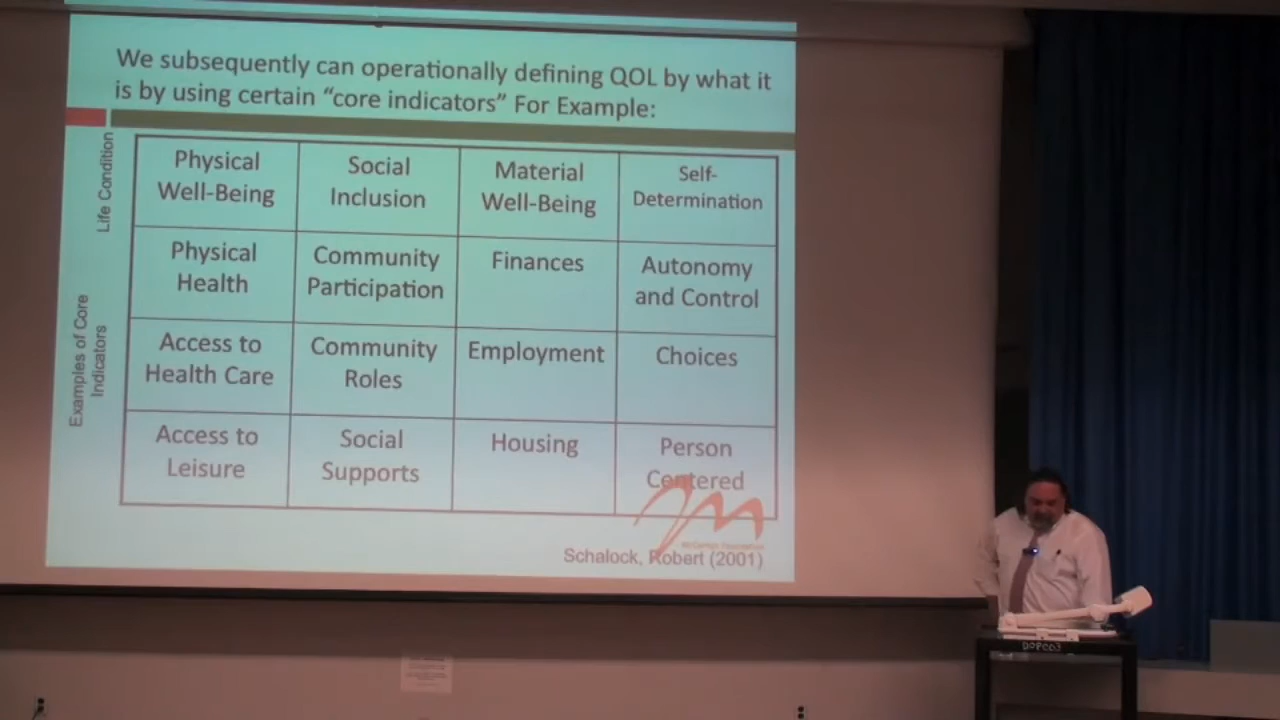 We subsequently can operationally defining QOL by what it
is by using certain “core indicators” For Example:
Life Condition
Physical
Well-Being
Social
Inclusion
Material
Well-Being
Self-
Determination
Examples of Core
Indicators
Physical
Health
Community
Participation
Finances
Autonomy
and Control
Access to
Health Care
Community
Roles
Employment
Choices
Access to
Leisure
Social
Supports
Housing
Person
Centered
Schalock, Robert (2001)